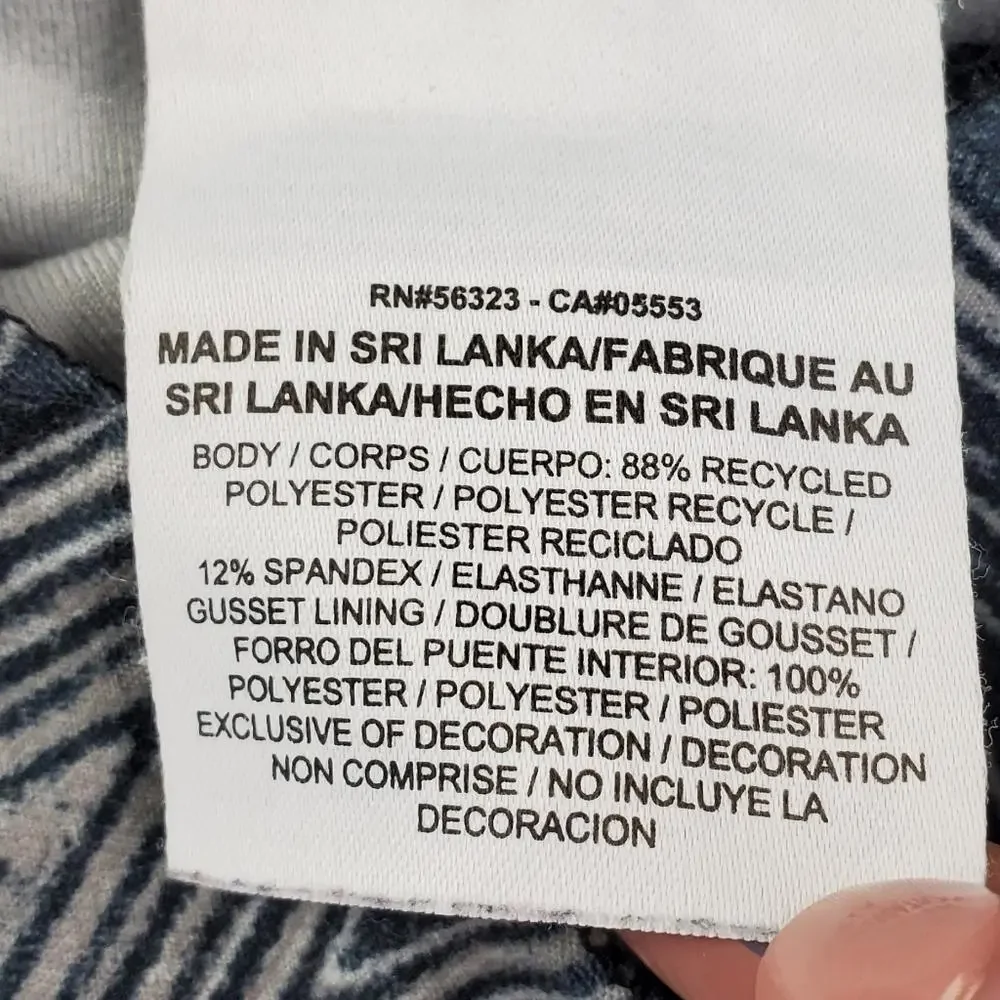 RN#56323 - CA#05553
MADE IN SRI LANKA/FABRIQUE AU
SRI LANKA/HECHO EN SRI LANKA
BODY / CORPS / CUERPO: 88% RECYCLED
POLYESTER / POLYESTER RECYCLE /
POLIESTER RECICLADO
12% SPANDEX / ELASTHANNE / ELASTANO
GUSSET LINING / DOUBLURE DE GOUSSET /
FORRO DEL PUENTE INTERIOR: 100%
POLYESTER / POLYESTER / POLIESTER
EXCLUSIVE OF DECORATION / DECORATION
NON COMPRISE / NO INCLUYE LA
DECORACION